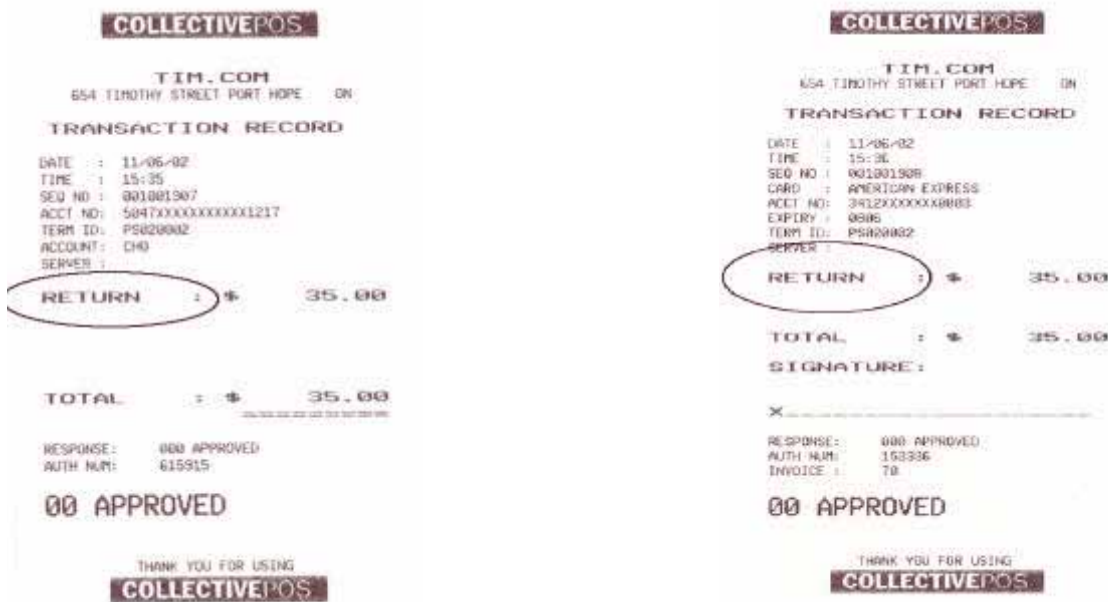 COLLECTIVEPOS
TIM.COM
654 TIMOTHY STREET PORT HOPE ON
TRANSACTION RECORD
DATE : 11/06/02
TIME : 15:35
SEQ NO : 001001907
ACCT NO: 5047XXXXXXXXXXX1217
TERM ID: PS020002
ACCOUNT: CHQ
SERVER :
RETURN : $ 35.00
TOTAL : $ 35.00
RESPONSE: 000 APPROVED
AUTH NUM: 615915
00 APPROVED
THANK YOU FOR USING
COLLECTIVEPOS
COLLECTIVEPOS
TIM.COM
654 TIMOTHY STREET PORT HOPE ON
TRANSACTION RECORD
DATE : 11/06/02
TIME : 15:36
SEQ NO : 001001908
CARD : AMERICAN EXPRESS
ACCT NO: 3412XXXXXXX0003
EXPIRY : 0906
TERM ID: PS020002
SERVER :
RETURN : $ 35.00
TOTAL : $ 35.00
SIGNATURE:
X
RESPONSE: 000 APPROVED
AUTH NUM: 153336
INVOICE : 70
00 APPROVED
THANK YOU FOR USING
COLLECTIVEPOS